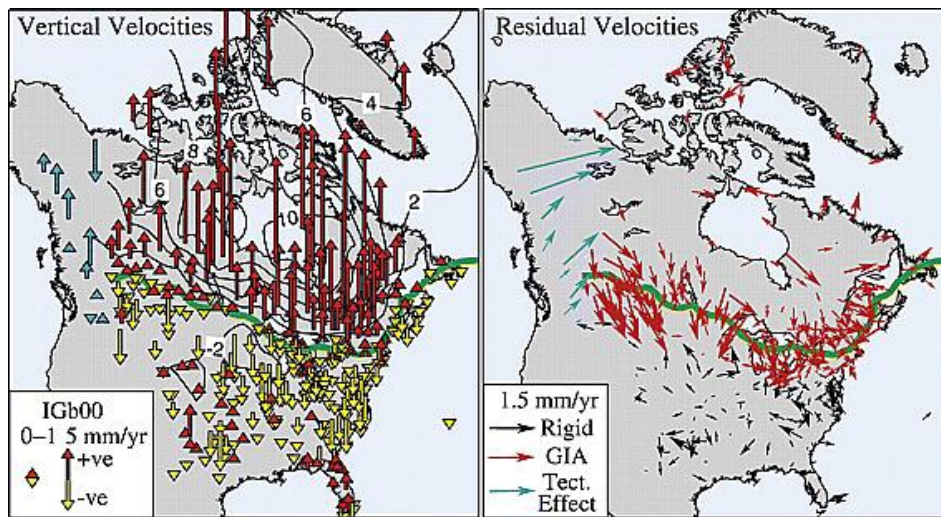 Vertical Velocities
6
4
8
6
2
10
-2
IGb00
0–1 5 mm/yr
+ve
-ve
Residual Velocities
1.5 mm/yr
Rigid
GIA
Tect.
Effect